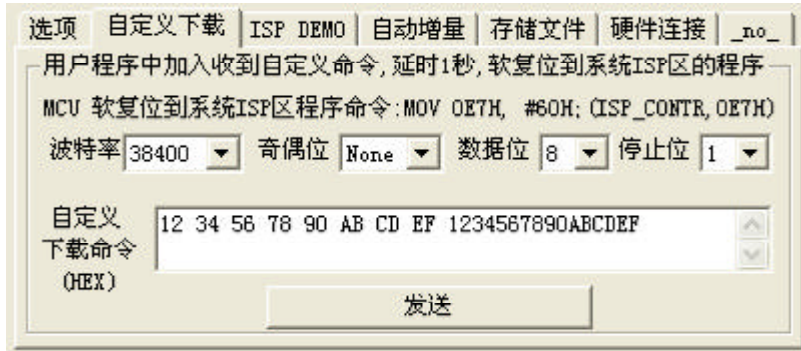 选项 自定义下载 ISP DEMO 自动增量 存储文件 硬件连接 _no_
用户程序中加入收到自定义命令,延时1秒,软复位到系统ISP区的程序
MCU 软复位到系统ISP区程序命令:MOV 0E7H, #60H; (ISP_CONTR,0E7H)
波特率 38400 奇偶位 None 数据位 8 停止位 1
自定义
下载命令
(HEX)
12 34 56 78 90 AB CD EF 1234567890ABCDEF
发送